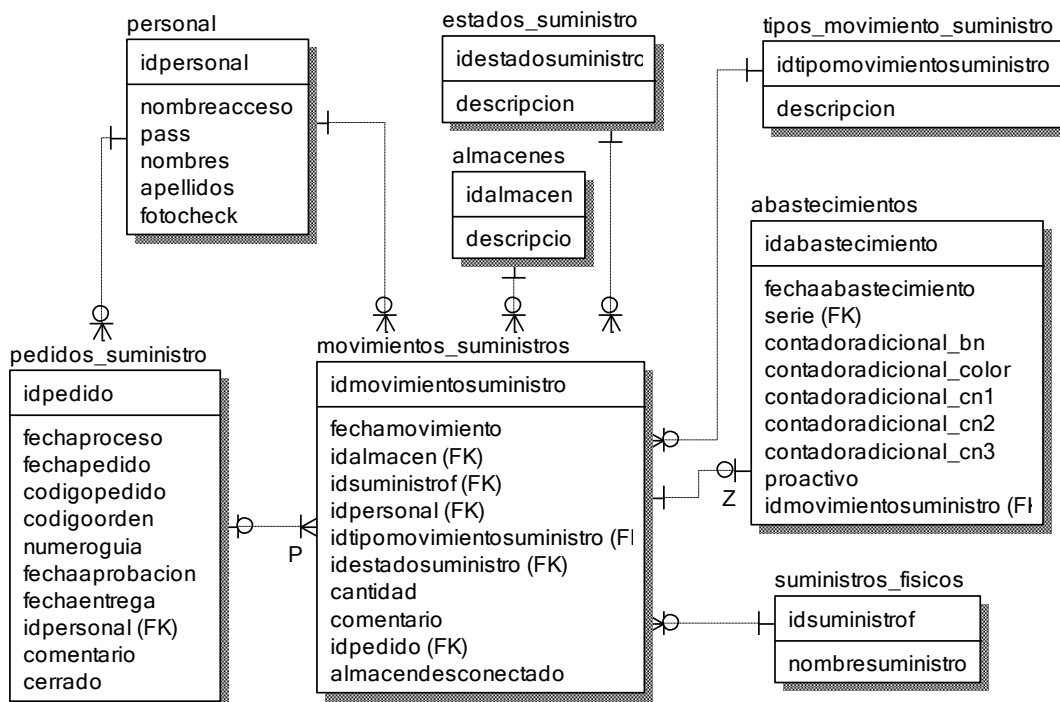 personal
idpersonal
nombreacceso
pass
nombres
apellidos
fotocheck
estados_suministro
idestadosuministro
descripcion
tipos_movimiento_suministro
idtipomovimientosuministro
descripcion
almacenes
idalmacen
descripcio
abastecimientos
idabastecimiento
fechaabastecimiento
serie (FK)
contadoradicional_bn
contadoradicional_color
contadoradicional_cn1
contadoradicional_cn2
contadoradicional_cn3
proactivo
idmovimientosuministro (FK
pedidos_suministro
idpedido
fechaproceso
fechapedido
codigopedido
codigoorden
numeroguia
fechaaprobacion
fechaentrega
idpersonal (FK)
comentario
cerrado
movimientos_suministros
idmovimientosuministro
fechamovimiento
idalmacen (FK)
idsuministrof (FK)
idpersonal (FK)
idtipomovimientosuministro (FK
idestadosuministro (FK)
cantidad
comentario
idpedido (FK)
almacendesconectado
P
Z
suministros_fisicos
idsuministrof
nombresuministro